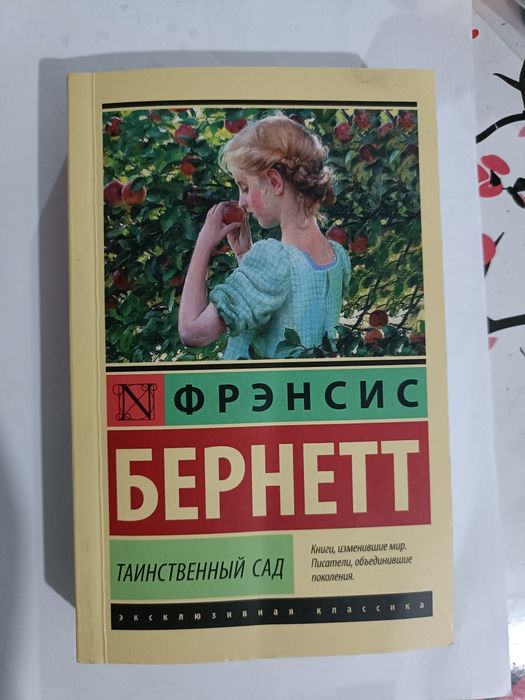 N ФРЭНСИС
БЕРНЕТТ
ТАИНСТВЕННЫЙ САД
Книги, изменившие мир.
Писатели, объединившие
поколения.
эксклюзивная классика